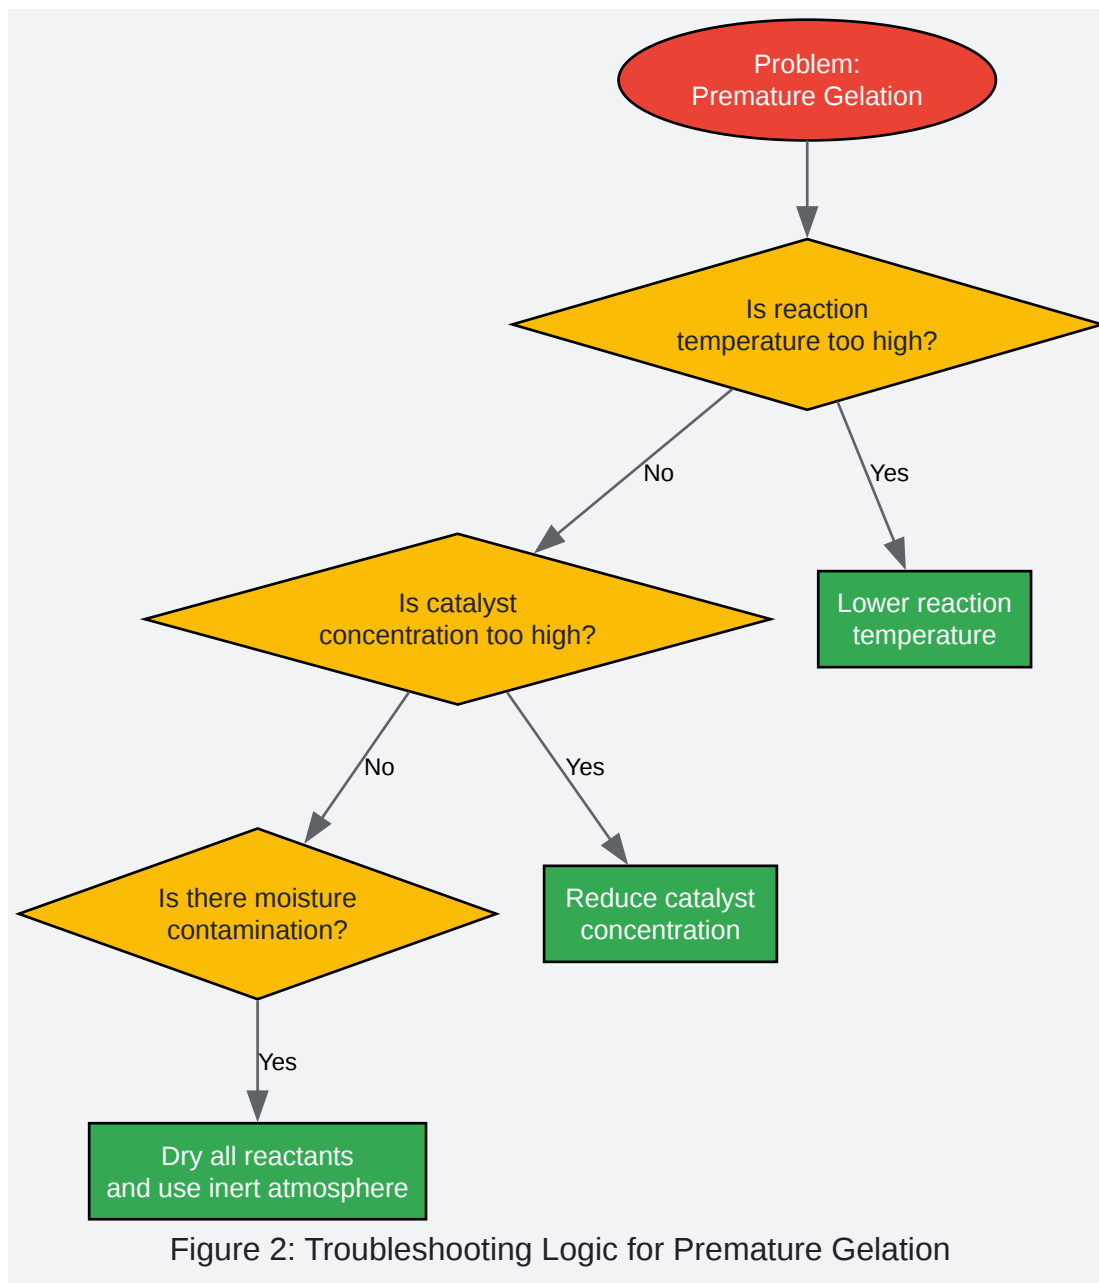 Problem:
Premature Gelation
Is reaction
temperature too high?
No
Yes
Is catalyst
concentration too high?
Lower reaction
temperature
No
Yes
Is there moisture
contamination?
Reduce catalyst
concentration
Yes
Dry all reactants
and use inert atmosphere
Figure 2: Troubleshooting Logic for Premature Gelation